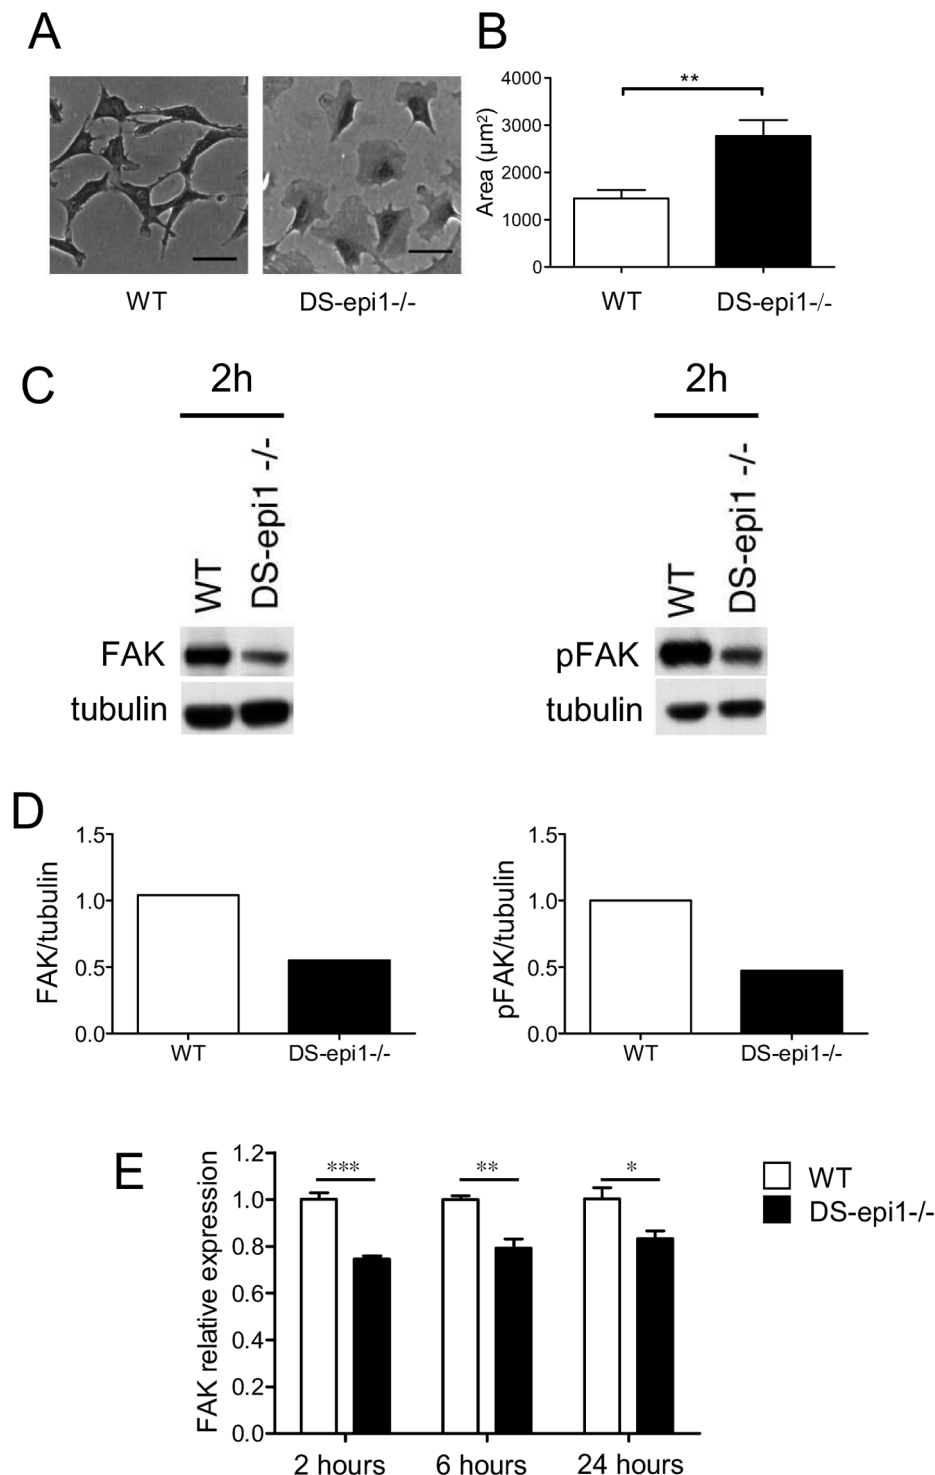 A
WT
DS-epi1-/-
B
Area (µm²)
4000
3000
2000
1000
0
**
WT
DS-epi1-/-
C
2h
WT
DS-epi1 -/-
FAK
tubulin
2h
WT
DS-epi1 -/-
pFAK
tubulin
D
FAK/tubulin
1.5
1.0
0.5
0.0
WT
DS-epi1-/-
pFAK/tubulin
1.5
1.0
0.5
0.0
WT
DS-epi1-/-
E
FAK relative expression
1.2
1.0
0.8
0.6
0.4
0.2
0.0
***
**
*
2 hours
6 hours
24 hours
WT
DS-epi1-/-